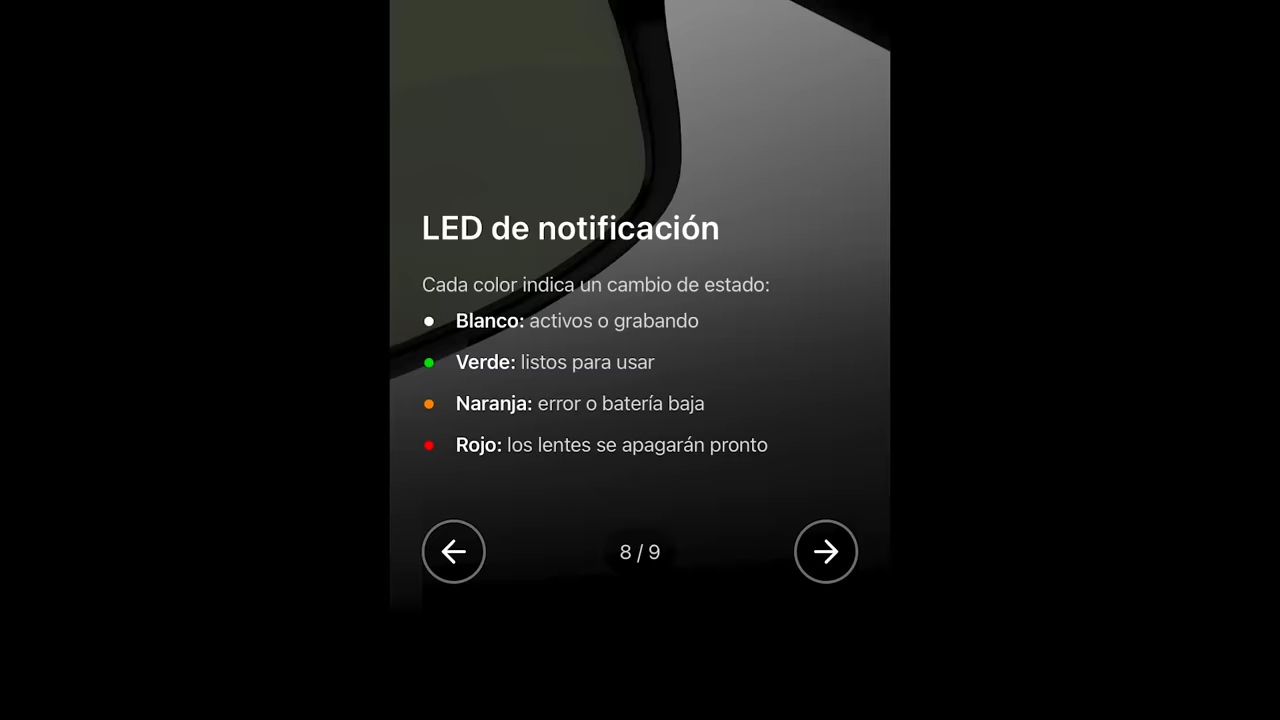 LED de notificación
Cada color indica un cambio de estado:
Blanco: activos o grabando
Verde: listos para usar
Naranja: error o batería baja
Rojo: los lentes se apagarán pronto
8 / 9